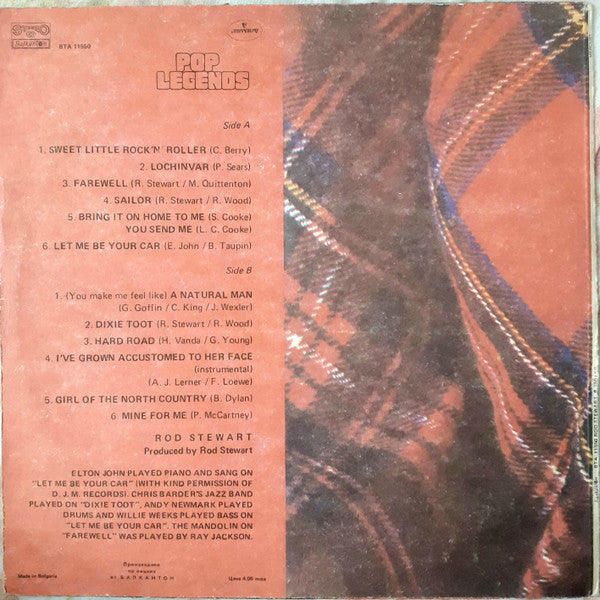 Balkanton
BTA 11550
mercury
POP
LEGENDS
Side A
1. SWEET LITTLE ROCK'N' ROLLER (C. Berry)
2. LOCHINVAR (P. Sears)
3. FAREWELL (R. Stewart / M. Quittenton)
4. SAILOR (R. Stewart / R. Wood)
5. BRING IT ON HOME TO ME (S. Cooke)
YOU SEND ME (L. C. Cooke)
6. LET ME BE YOUR CAR (E. John / B. Taupin)
Side B
1. (You make me feel like) A NATURAL MAN
(G. Goffin / C. King / J. Wexler)
2. DIXIE TOOT (R. Stewart / R. Wood)
3. HARD ROAD (H. Vanda / G. Young)
4. I'VE GROWN ACCUSTOMED TO HER FACE
(instrumental)
(A. J. Lerner / F. Loewe)
5. GIRL OF THE NORTH COUNTRY (B. Dylan)
6. MINE FOR ME (P. McCartney)
ROD STEWART
Produced by Rod Stewart
ELTON JOHN PLAYED PIANO AND SANG ON
"LET ME BE YOUR CAR" (WITH KIND PERMISSION OF
D. J. M. RECORDS). CHRIS BARDER'S JAZZ BAND
PLAYED ON "DIXIE TOOT", ANDY NEWMARK PLAYED
DRUMS AND WILLIE WEEKS PLAYED BASS ON
"LET ME BE YOUR CAR". THE MANDOLIN ON
"FAREWELL" WAS PLAYED BY RAY JACKSON.
Made in Bulgaria
БАЛКАНТОН
Цена 4,00 лева
BTA 11550 ROD STEWART